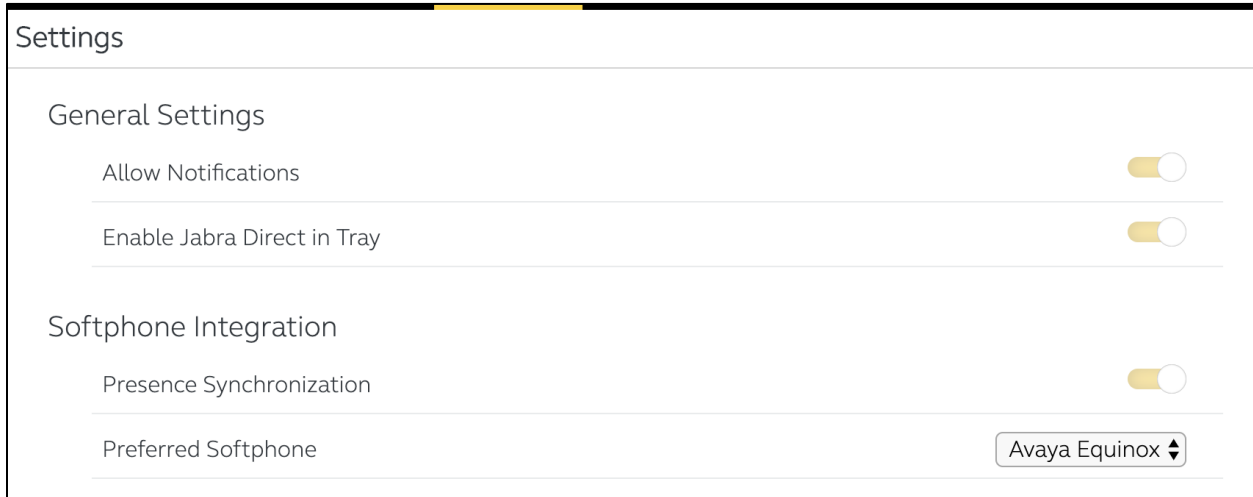 Settings
General Settings
Allow Notifications
Enable Jabra Direct in Tray
Softphone Integration
Presence Synchronization
Preferred Softphone
Avaya Equinox